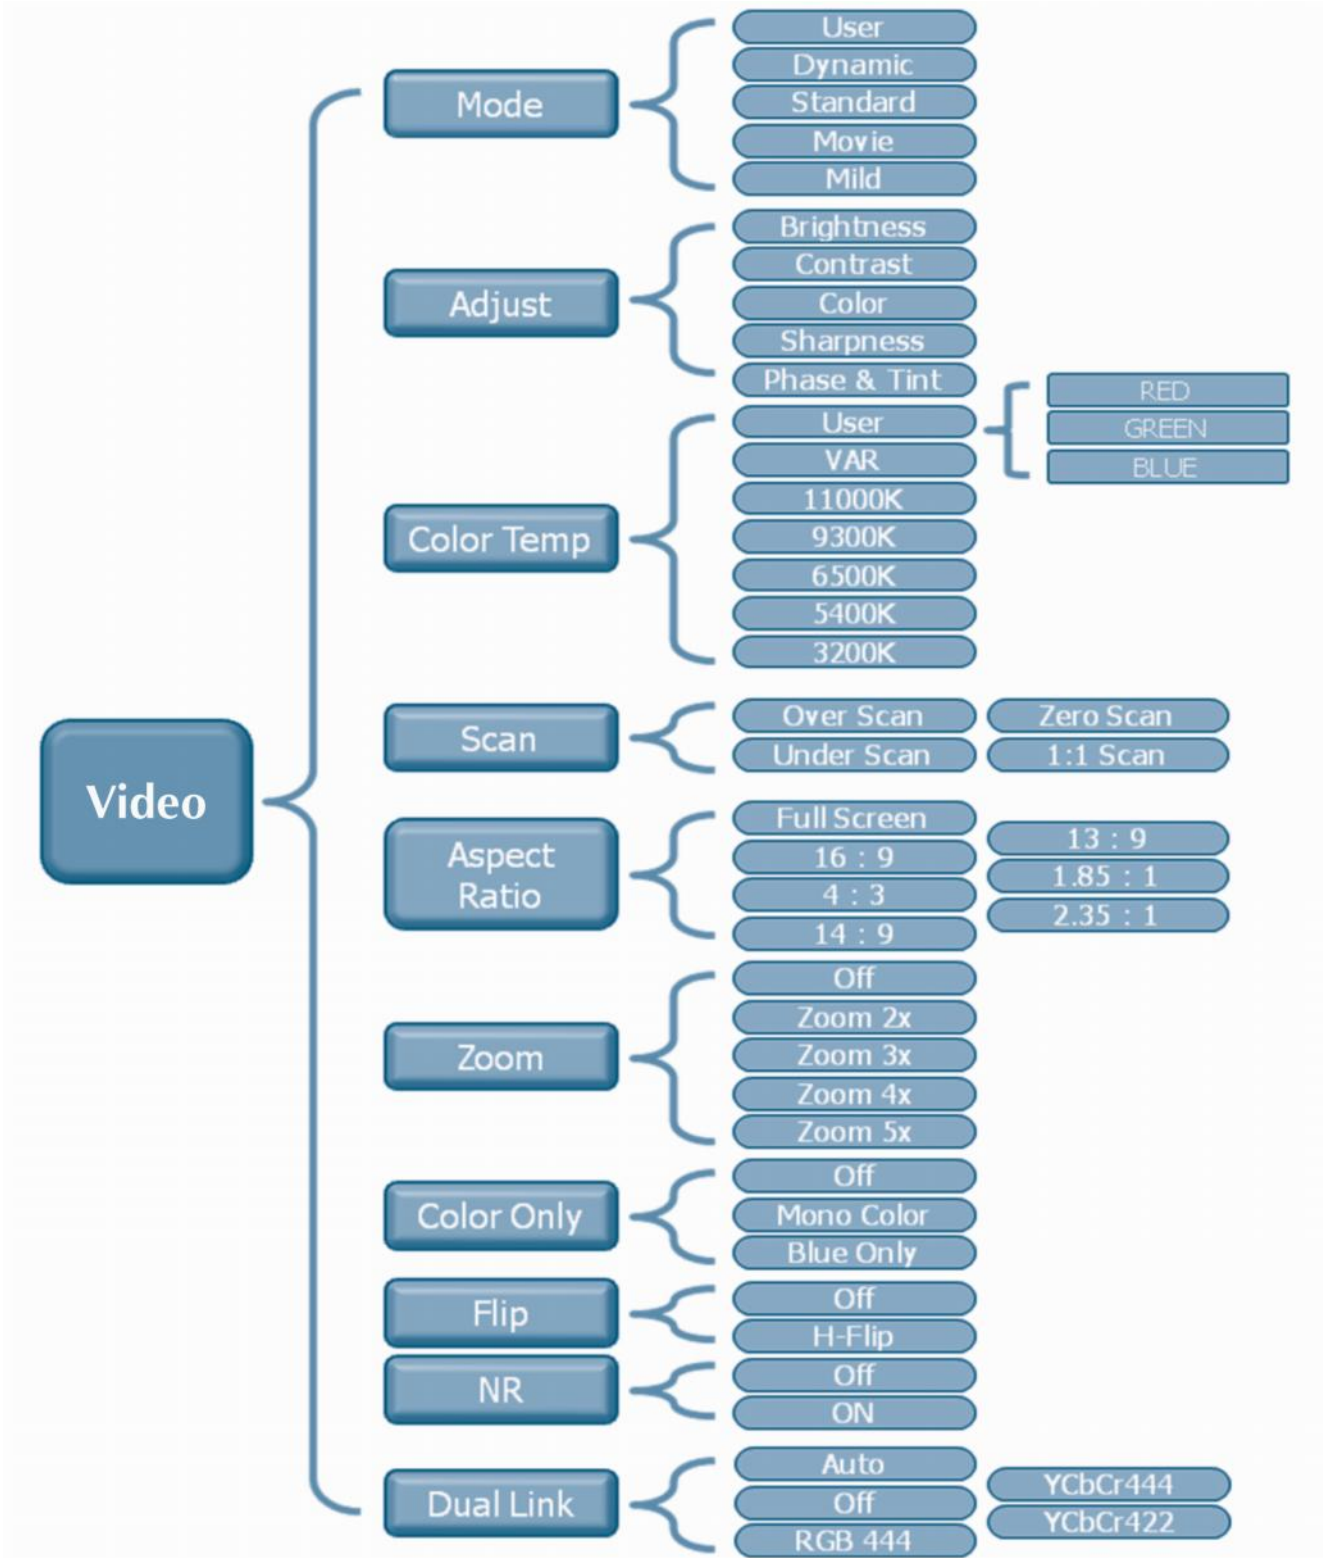 Video
Mode
User
Dynamic
Standard
Movie
Mild
Adjust
Brightness
Contrast
Color
Sharpness
Phase & Tint
Color Temp
User
RED
GREEN
BLUE
VAR
11000K
9300K
6500K
5400K
3200K
Scan
Over Scan
Under Scan
Zero Scan
1:1 Scan
Aspect
Ratio
Full Screen
16 : 9
4 : 3
14 : 9
13 : 9
1.85 : 1
2.35 : 1
Zoom
Off
Zoom 2x
Zoom 3x
Zoom 4x
Zoom 5x
Color Only
Off
Mono Color
Blue Only
Flip
Off
H-Flip
NR
Off
ON
Dual Link
Auto
Off
RGB 444
YCbCr444
YCbCr422